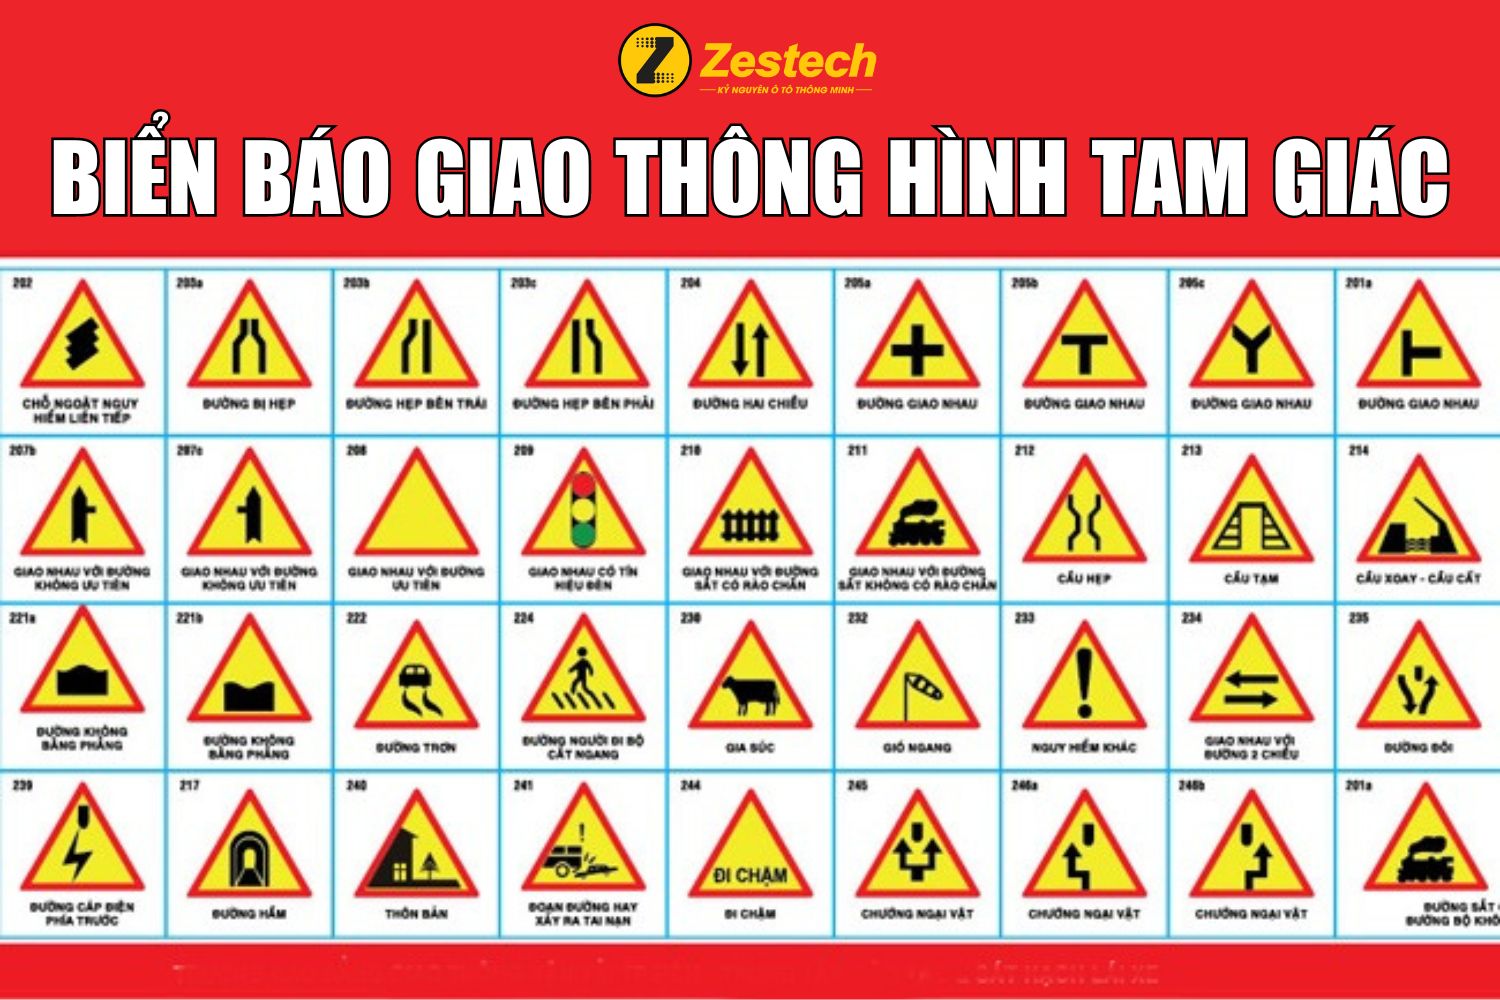 Zestech
KỶ NGUYÊN Ô TÔ THÔNG MINH
BIỂN BÁO GIAO THÔNG HÌNH TAM GIÁC
202
CHỖ NGOẶT NGUY
HIỂM LIÊN TIẾP
203a
ĐƯỜNG BỊ HẸP
203b
ĐƯỜNG HẸP BÊN TRÁI
203c
ĐƯỜNG HẸP BÊN PHẢI
204
ĐƯỜNG HAI CHIỀU
205a
ĐƯỜNG GIAO NHAU
205b
ĐƯỜNG GIAO NHAU
205c
ĐƯỜNG GIAO NHAU
201a
ĐƯỜNG GIAO NHAU
207b
GIAO NHAU VỚI ĐƯỜNG
KHÔNG ƯU TIÊN
207c
GIAO NHAU VỚI ĐƯỜNG
KHÔNG ƯU TIÊN
208
GIAO NHAU VỚI ĐƯỜNG
ƯU TIÊN
209
GIAO NHAU CÓ TÍN
HIỆU ĐÈN
210
GIAO NHAU VỚI ĐƯỜNG
SẮT CÓ RÀO CHẮN
211
GIAO NHAU VỚI ĐƯỜNG
SẮT KHÔNG CÓ RÀO CHẮN
212
CẦU HẸP
213
CẦU TẠM
214
CẦU XOAY - CẦU CẤT
221a
ĐƯỜNG KHÔNG
BẰNG PHẲNG
221b
ĐƯỜNG KHÔNG
BẰNG PHẲNG
222
ĐƯỜNG TRƠN
224
ĐƯỜNG NGƯỜI ĐI BỘ
CẮT NGANG
230
GIA SÚC
232
GIÓ NGANG
233
NGUY HIỂM KHÁC
234
GIAO NHAU VỚI
ĐƯỜNG 2 CHIỀU
235
ĐƯỜNG ĐÔI
239
ĐƯỜNG CÁP ĐIỆN
PHÍA TRƯỚC
217
ĐƯỜNG HẦM
240
THÔN BẢN
241
ĐOẠN ĐƯỜNG HAY
XẢY RA TAI NẠN
244
ĐI CHẬM
ĐI CHẬM
245
CHƯỚNG NGẠI VẬT
246a
CHƯỚNG NGẠI VẬT
246b
CHƯỚNG NGẠI VẬT
201a
ĐƯỜNG SẮT
ĐƯỜNG BỘ KHÔ